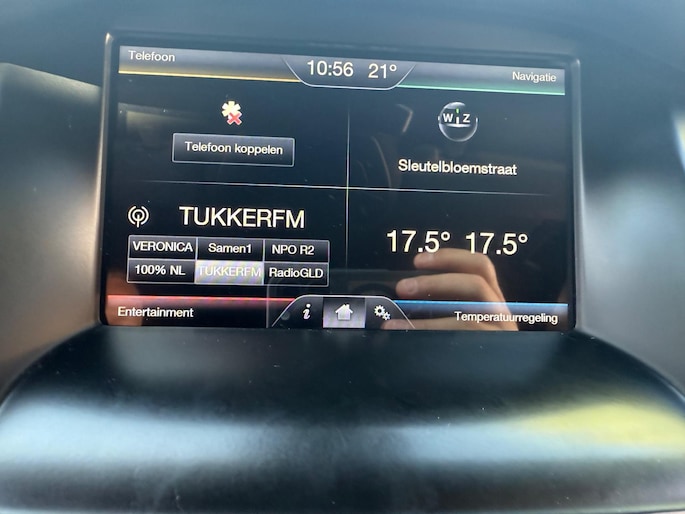 Telefoon
10:56 21°
Navigatie
Telefoon koppelen
W Z
Sleutelbloemstraat
TUKKERFM
VERONICA Samen1 NPO R2
100% NL TUKKERFM RadioGLD
17.5° 17.5°
Entertainment
i
Temperatuurregeling